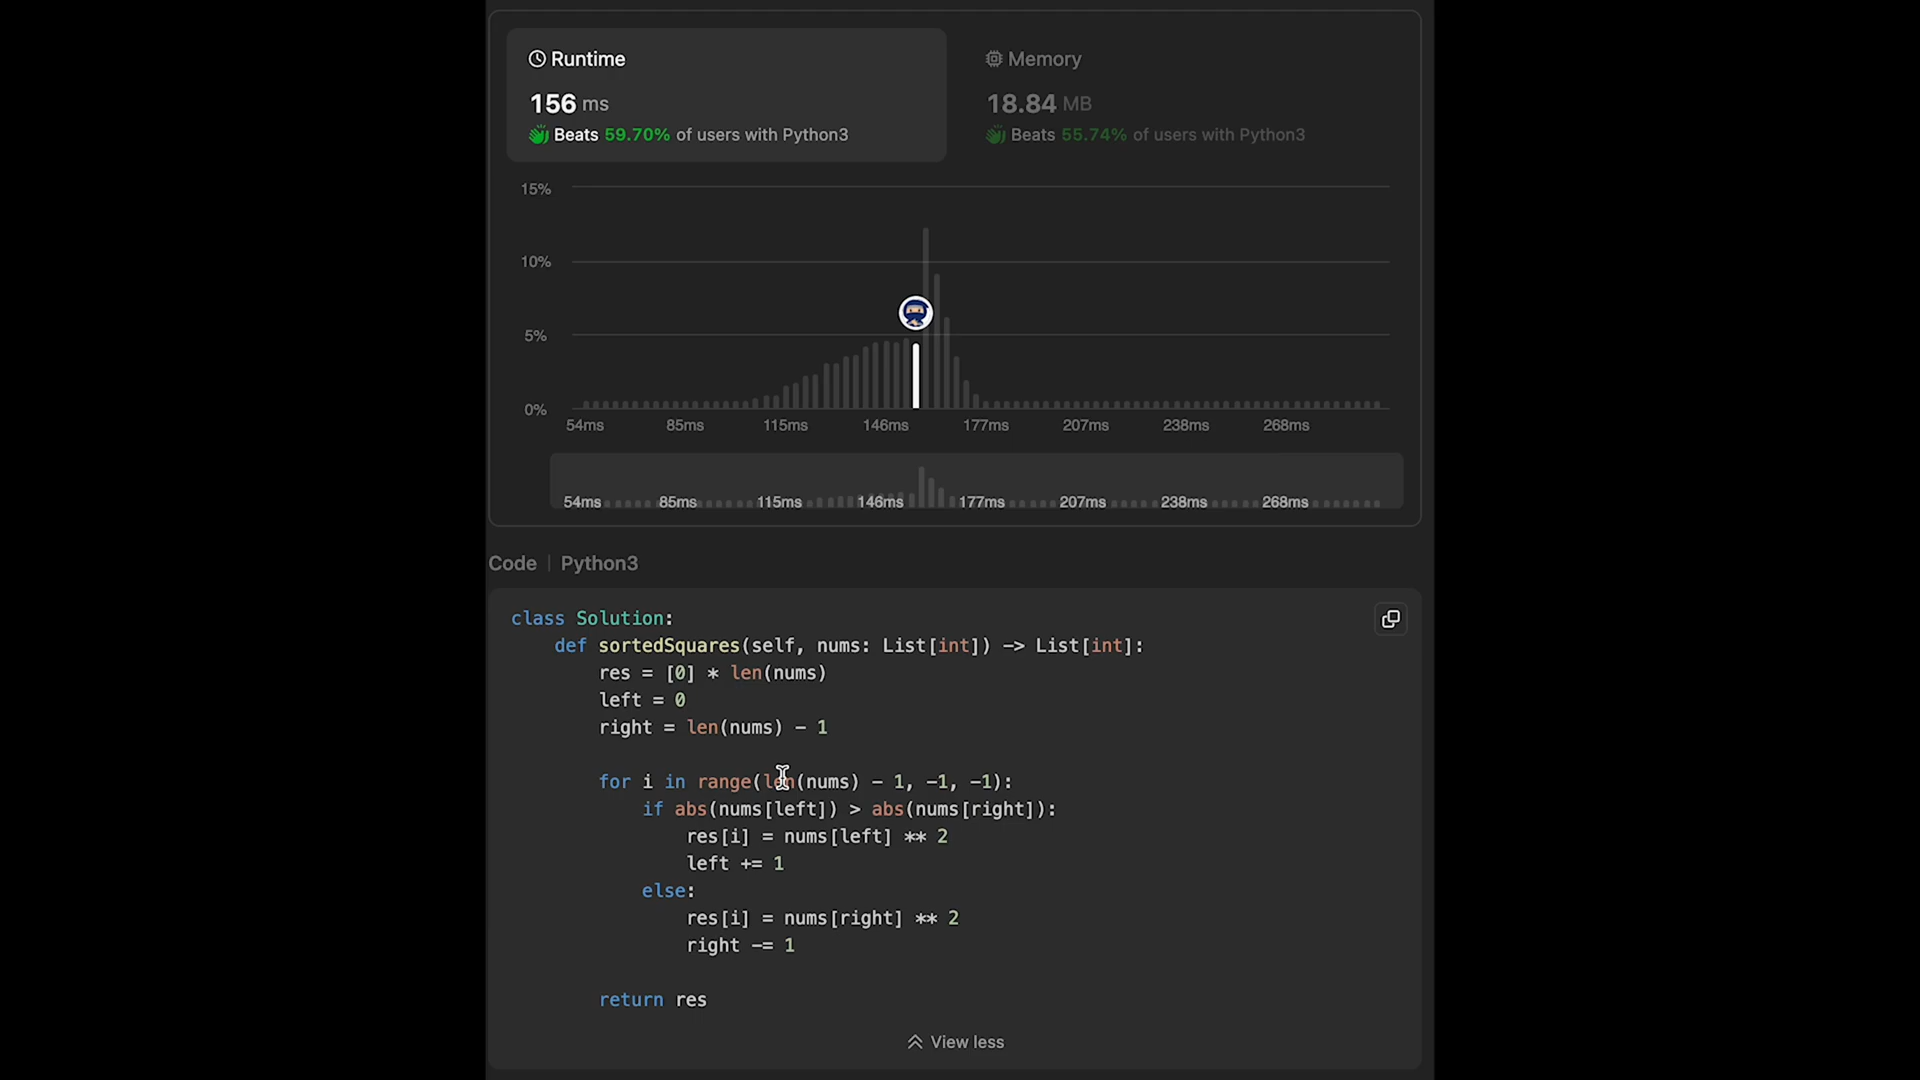 Runtime
156 ms
Beats 59.70% of users with Python3
Memory
18.84 MB
Beats 55.74% of users with Python3
15%
10%
5%
0%
54ms 85ms 115ms 146ms 177ms 207ms 238ms 268ms
54ms 85ms 115ms 146ms 177ms 207ms 238ms 268ms
Code | Python3
class Solution:
    def sortedSquares(self, nums: List[int]) -> List[int]:
        res = [0] * len(nums)
        left = 0
        right = len(nums) - 1
        for i in range(len(nums) - 1, -1, -1):
            if abs(nums[left]) > abs(nums[right]):
                res[i] = nums[left] ** 2
                left += 1
            else:
                res[i] = nums[right] ** 2
                right -= 1
        return res
View less